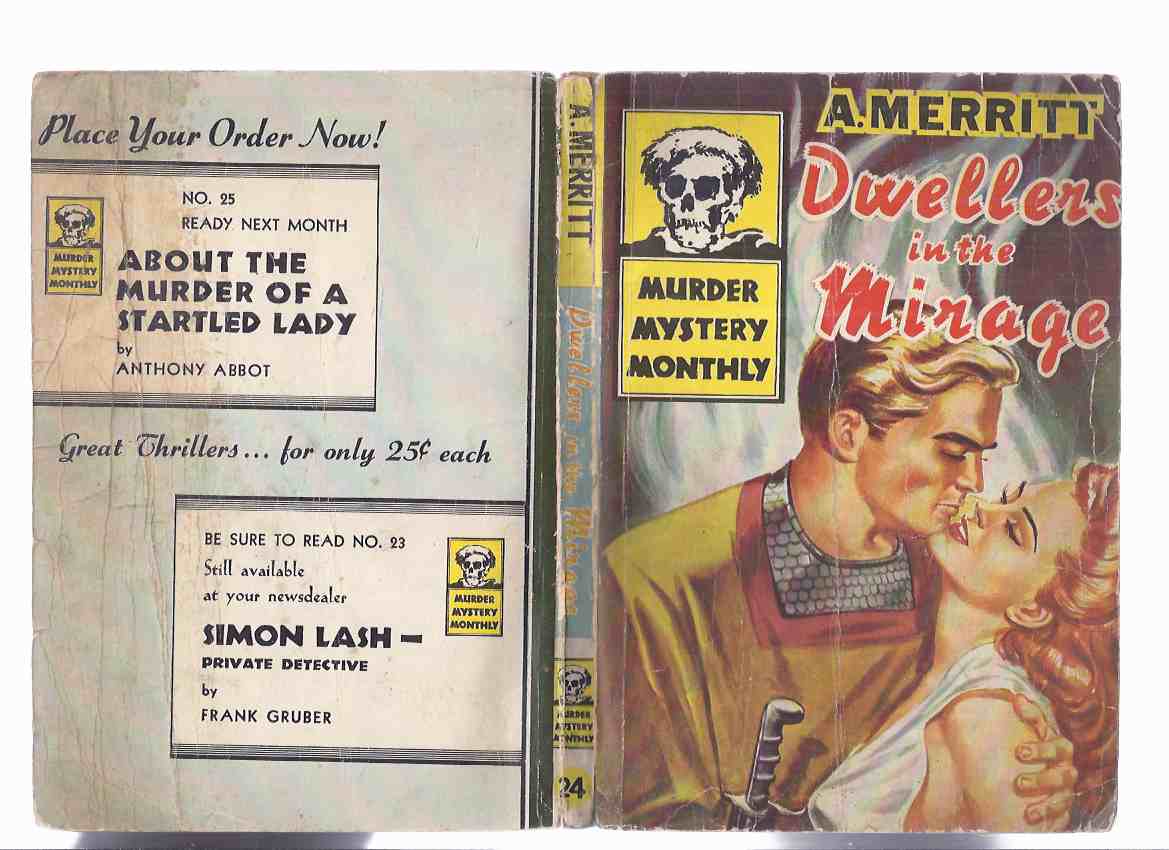 Place Your Order Now!
NO. 25
READY NEXT MONTH
ABOUT THE
MURDER OF A
STARTLED LADY
by
ANTHONY ABBOT
MURDER
MYSTERY
MONTHLY
Great Thrillers... for only 25¢ each
BE SURE TO READ NO. 23
Still available
at your newsdealer
SIMON LASH—
PRIVATE DETECTIVE
by
FRANK GRUBER
MURDER
MYSTERY
MONTHLY
A. MERRITT
Dwellers in the Mirage
MURDER
MYSTERY
MONTHLY
24
A. MERRITT
Dwellers
in the
Mirage
MURDER
MYSTERY
MONTHLY